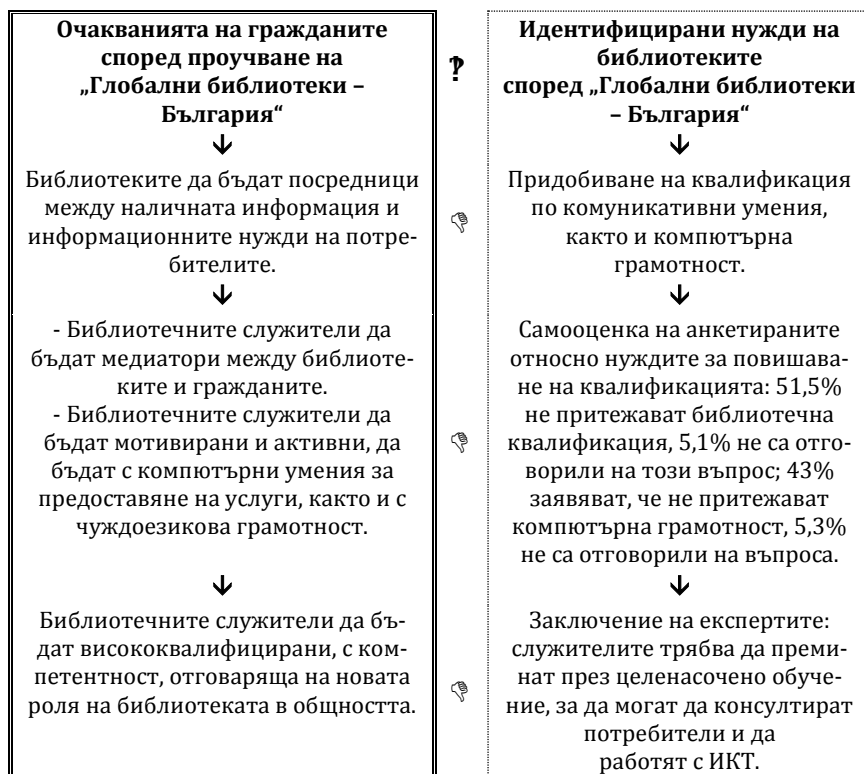 Очакванията на гражданите
според проучване на
„Глобални библиотеки –
България“
↓
Библиотеките да бъдат посредници
между наличната информация и
информационните нужди на потре-
бителите.
↓
- Библиотечните служители да
бъдат медиатори между библиоте-
ките и гражданите.
- Библиотечните служители да
бъдат мотивирани и активни, да
бъдат с компютърни умения за
предоставяне на услуги, както и с
чуждоезикова грамотност.
↓
Библиотечните служители да бъ-
дат висококвалифицирани, с ком-
петентност, отговаряща на новата
роля на библиотеката в общността.
‽
👎
👎
👎
Идентифицирани нужди на
библиотеките
според „Глобални библиотеки
– България“
↓
Придобиване на квалификация
по комуникативни умения,
както и компютърна
грамотност.
↓
Самооценка на анкетираните
относно нуждите за повишава-
не на квалификацията: 51,5%
не притежават библиотечна
квалификация, 5,1% не са отго-
ворили на този въпрос; 43%
заявяват, че не притежават
компютърна грамотност, 5,3%
не са отговорили на въпроса.
↓
Заключение на експертите:
служителите трябва да преми-
нат през целенасочено обуче-
ние, за да могат да консултират
потребители и да
работят с ИКТ.